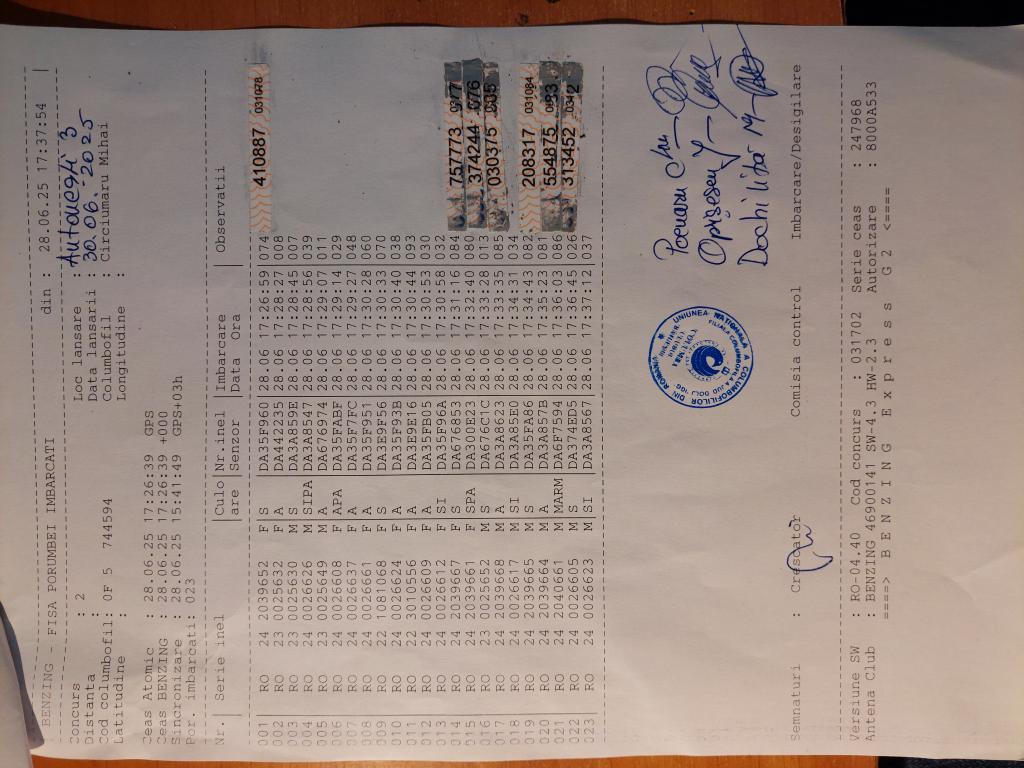 BENZING - FISA PORUMBEI IMBARCATI din : 28.06.25 17:37:54
Concurs : 2 Loc lansare : Autouești 3
Distanta : Data lansarii : 30.06.2025
Cod columbofil: 0F 5 744594 Columbofil : Circiumaru Mihai
Latitudine : Longitudine :
Ceas Atomic : 28.06.25 17:26:39 GPS
Ceas BENZING : 28.06.25 17:26:39 +000
Sincronizare : 28.06.25 15:41:49 GPS+03h
Por. imbarcati: 023
Nr.| Serie inel |Culo|Nr.inel |Imbarcare | Observatii
|are |Senzor |Data Ora
001| RO 24 2039652 F|S |DA35F960|28.06 17:26:59 074 410887 031078
002| RO 23 0025632 F|A |DA442235|28.06 17:28:27 008
003| RO 23 0025630 M|S |DA3A859E|28.06 17:28:45 007
004| RO 24 0026626 M|SIPA|DA3A8547|28.06 17:28:56 039
005| RO 23 0025649 M|A |DA676974|28.06 17:29:07 011
006| RO 24 0026608 F|APA |DA35FABF|28.06 17:29:14 029
007| RO 24 0026637 F|A |DA35F7FC|28.06 17:29:27 048
008| RO 24 0026661 F|A |DA35F951|28.06 17:30:28 060
009| RO 22 1081068 F|S |DA3E9F56|28.06 17:30:33 070
010| RO 24 0026624 F|A |DA35F93B|28.06 17:30:40 038
011| RO 22 3010556 F|A |DA3E9E16|28.06 17:30:44 093
012| RO 24 0026609 F|A |DA35FB05|28.06 17:30:53 030
013| RO 24 0026612 F|SI |DA35F96A|28.06 17:30:58 032
014| RO 24 2039667 F|S |DA676853|28.06 17:31:16 084 757773
015| RO 24 2039661 F|SPA |DA300E23|28.06 17:32:40 080 374244 076
016| RO 23 0025652 M|S |DA676C1C|28.06 17:33:28 013 030375
017| RO 24 2039668 M|A |DA3A8623|28.06 17:33:35 085
018| RO 24 0026617 M|SI |DA3A85E0|28.06 17:34:31 034
019| RO 24 2039665 M|S |DA35FA86|28.06 17:34:43 082 208317 031084
020| RO 24 2039664 M|A |DA3A857B|28.06 17:35:23 081 554875
021| RO 24 2040661 M|MARM|DA6F7594|28.06 17:36:03 086 313452
022| RO 24 0026605 M|S |DA374ED5|28.06 17:36:45 026
023| RO 24 0026623 M|SI |DA3A8567|28.06 17:37:12 037
UNIUNEA NATIONALA A COLUMBOFILILOR DIN ROMANIA
FILIALA COLUMBOFILA JUD DOLJ
Semnaturi : Crescator Comisia control Imbarcare/Desigilare
Versiune SW : RO-04.40 Cod concurs : 031702 Serie ceas : 247968
Antena Club : BENZING 46900141 SW-4.3 HW-2.3 Autorizare : 8000A533
====> B E N Z I N G E x p r e s s G 2 <====